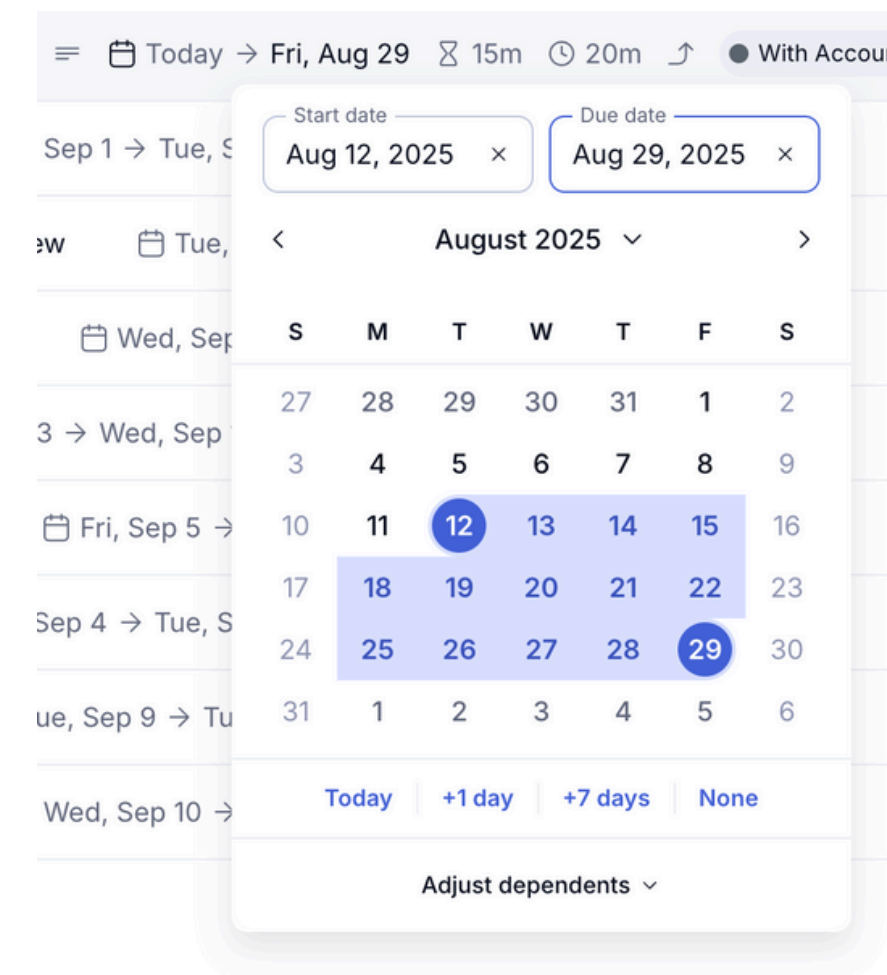 Today → Fri, Aug 29 15m 20m With Accou
Start date Due date
Aug 12, 2025 × Aug 29, 2025 ×
Sep 1 → Tue, S
August 2025
ew Tue,
S M T W T F S
Wed, Sep
27 28 29 30 31 1 2
3 → Wed, Sep
3 4 5 6 7 8 9
Fri, Sep 5 →
10 11 12 13 14 15 16
17 18 19 20 21 22 23
Sep 4 → Tue, S
24 25 26 27 28 29 30
ue, Sep 9 → Tu
31 1 2 3 4 5 6
Today +1 day +7 days None
Wed, Sep 10 →
Adjust dependents